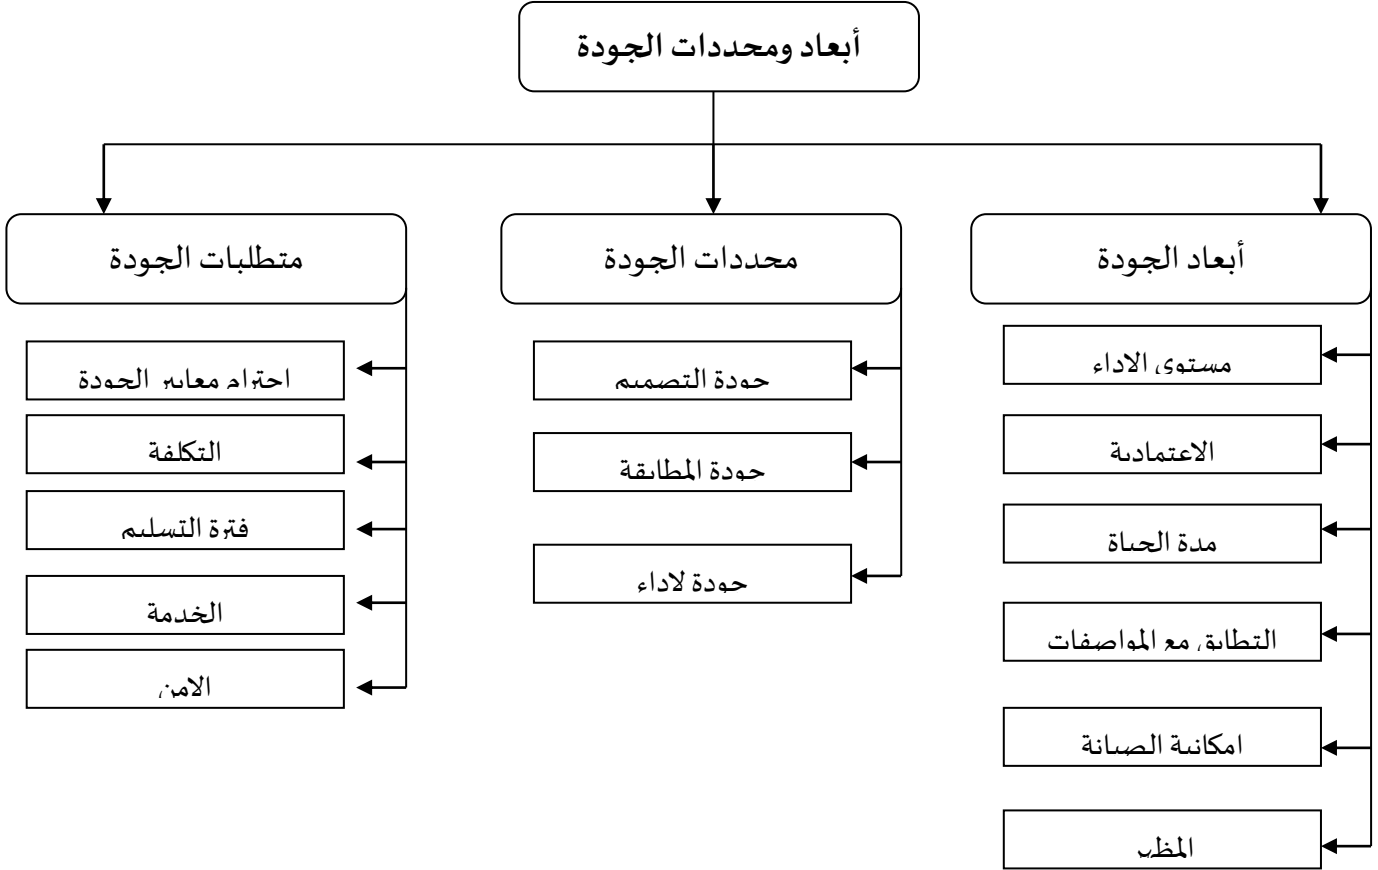 أبعاد ومحددات الجودة
أبعاد الجودة
محددات الجودة
متطلبات الجودة
مستوى الاداء
الاعتمادية
مدة الحياة
التطابق مع المواصفات
امكانية الصيانة
المظهر
جودة التصميم
جودة المطابقة
جودة لاداء
احترام معايير الجودة
التكلفة
فترة التسليم
الخدمة
الامن